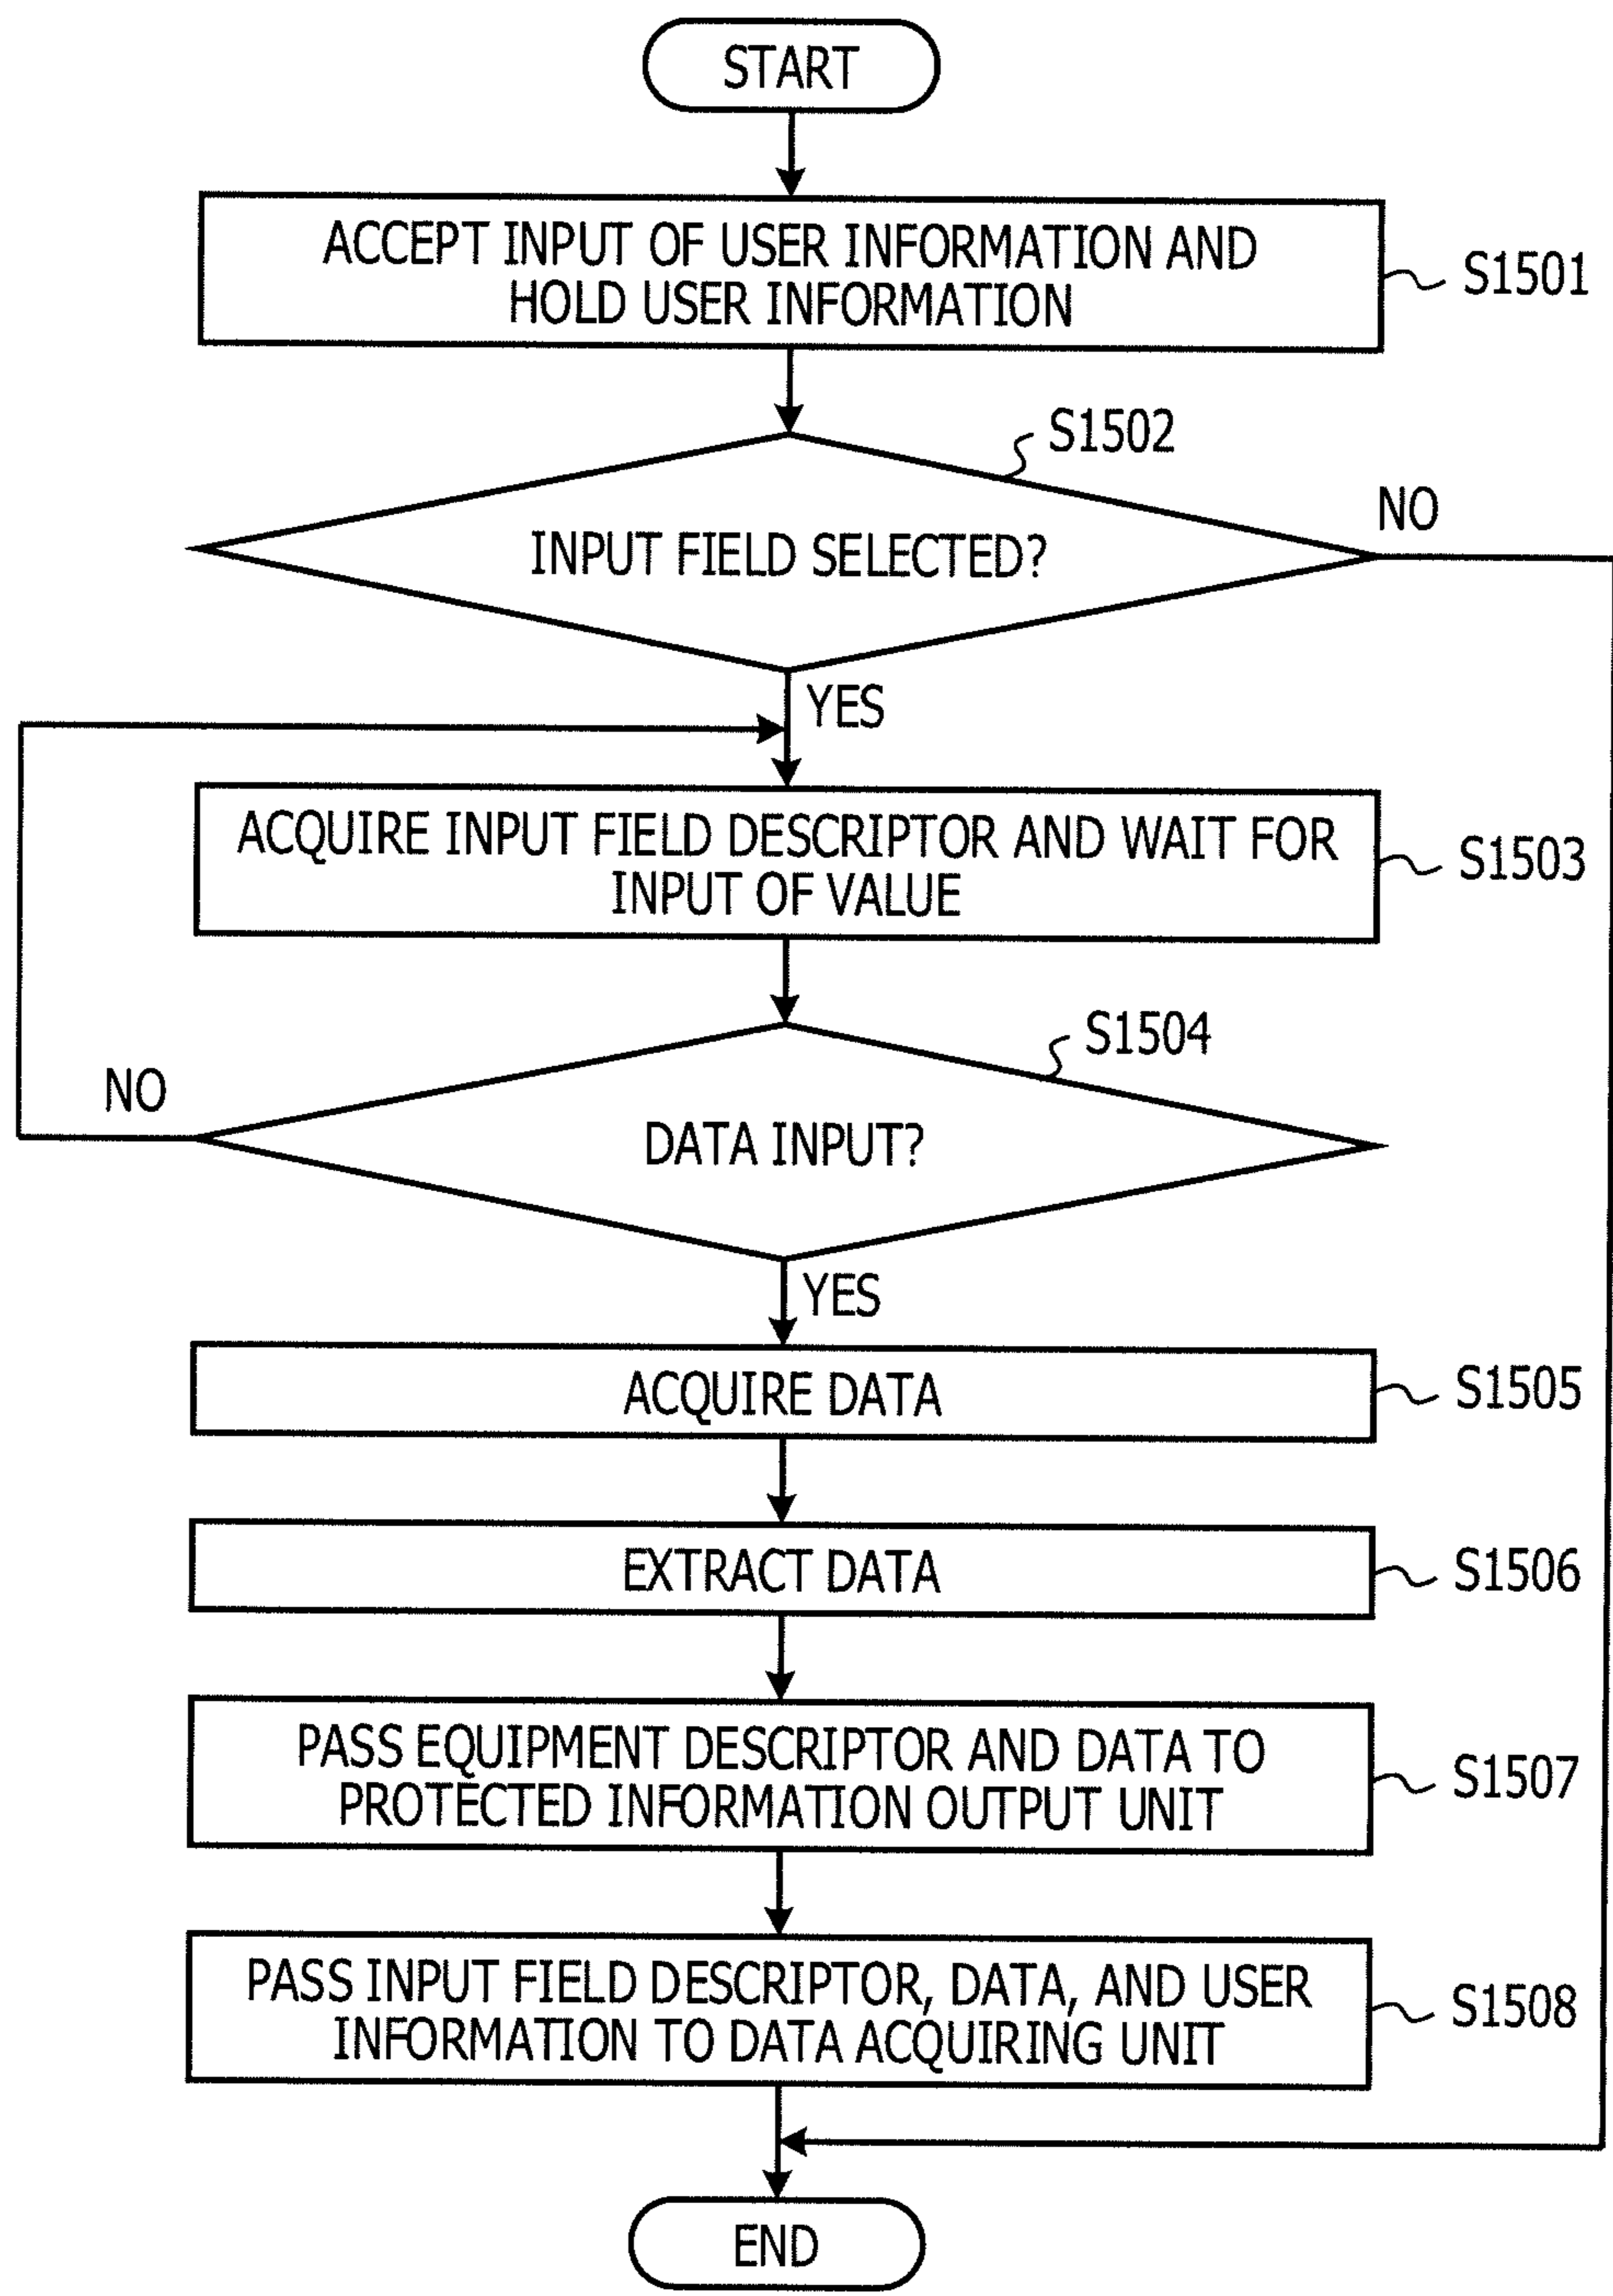 START
ACCEPT INPUT OF USER INFORMATION AND
HOLD USER INFORMATION
S1501
S1502
INPUT FIELD SELECTED?
NO
YES
ACQUIRE INPUT FIELD DESCRIPTOR AND WAIT FOR
INPUT OF VALUE
S1503
S1504
NO
DATA INPUT?
YES
ACQUIRE DATA
S1505
EXTRACT DATA
S1506
PASS EQUIPMENT DESCRIPTOR AND DATA TO
PROTECTED INFORMATION OUTPUT UNIT
S1507
PASS INPUT FIELD DESCRIPTOR, DATA, AND USER
INFORMATION TO DATA ACQUIRING UNIT
S1508
END